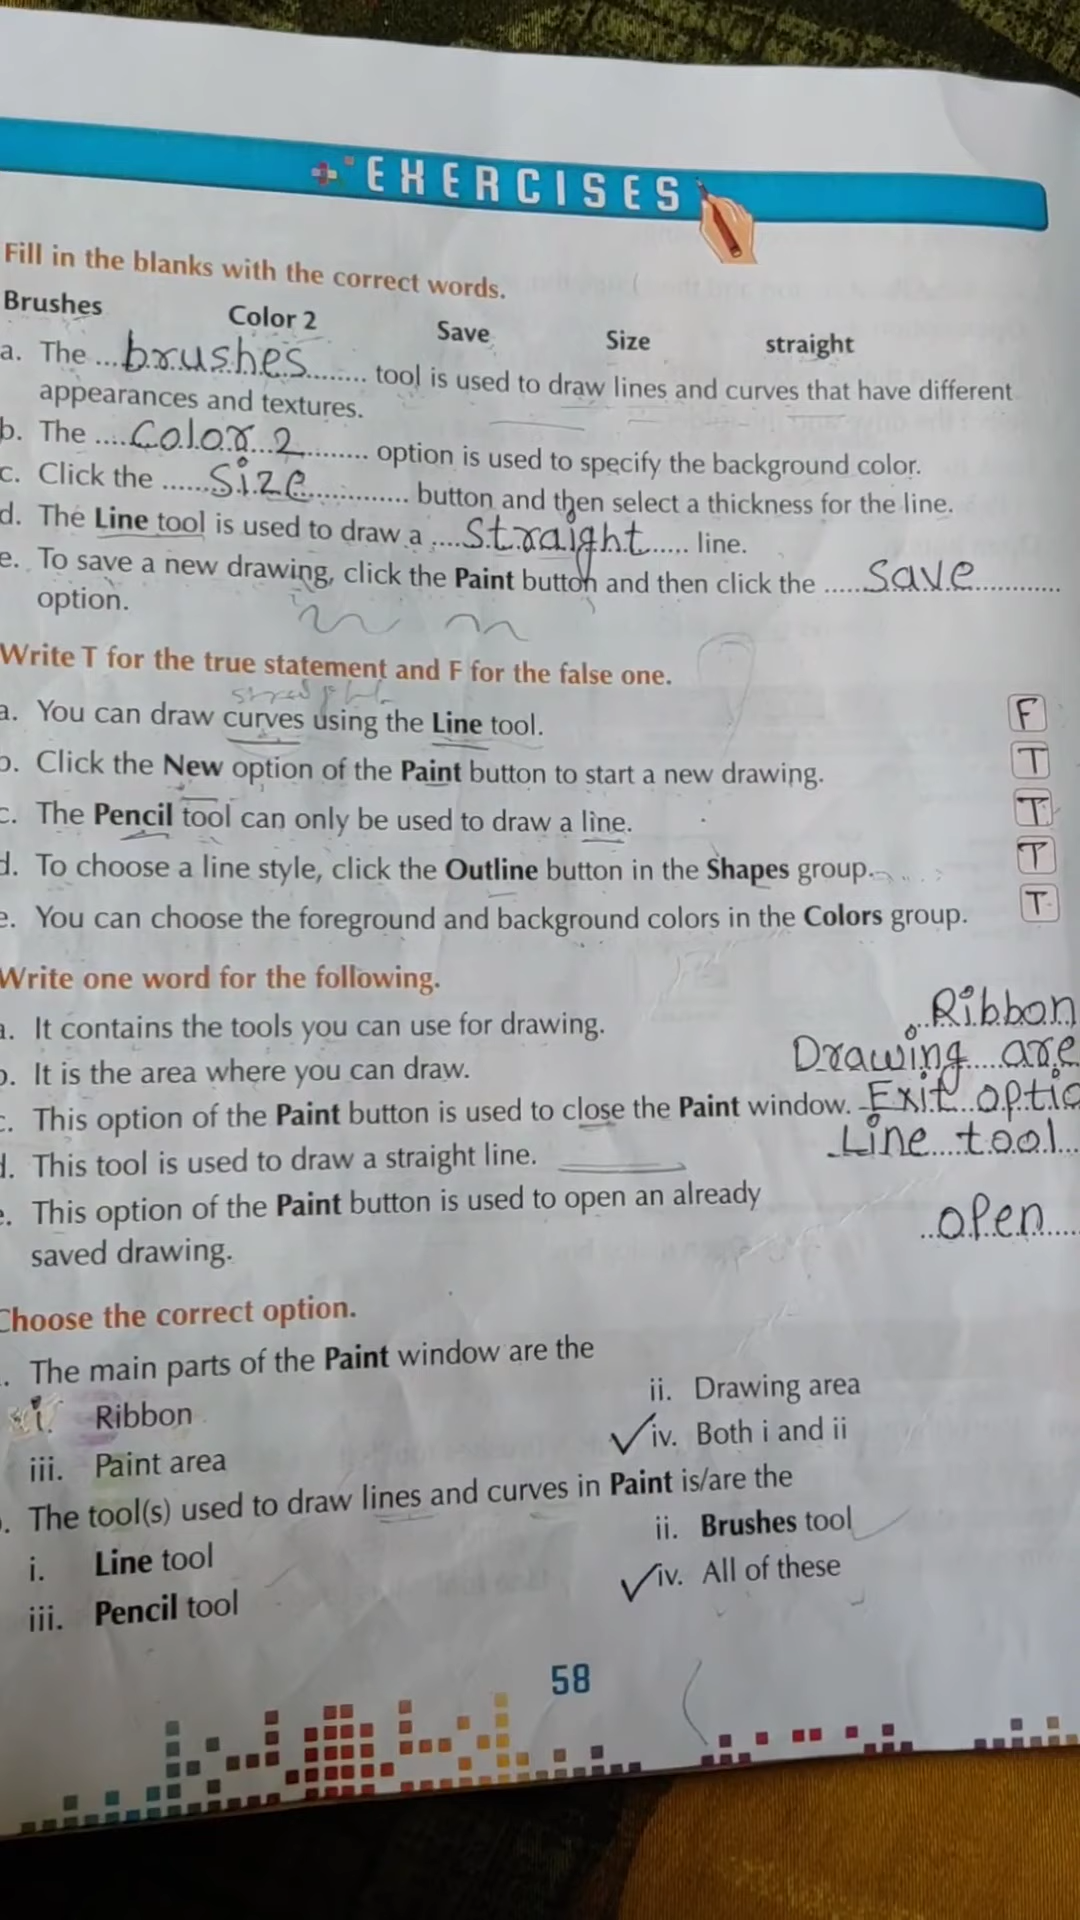 EXERCISES
Fill in the blanks with the correct words.
Brushes Color 2 Save Size straight
a. The ...brushes........ tool is used to draw lines and curves that have different
appearances and textures.
b. The ....Color 2........ option is used to specify the background color.
c. Click the ......Size............ button and then select a thickness for the line.
d. The Line tool is used to draw a ....straight..... line.
e. To save a new drawing, click the Paint button and then click the .....Save............
option.
Write T for the true statement and F for the false one.
a. You can draw curves using the Line tool. F
b. Click the New option of the Paint button to start a new drawing. T
c. The Pencil tool can only be used to draw a line. T
d. To choose a line style, click the Outline button in the Shapes group. T
e. You can choose the foreground and background colors in the Colors group. T
Write one word for the following.
a. It contains the tools you can use for drawing. Ribbon
b. It is the area where you can draw. Drawing are
c. This option of the Paint button is used to close the Paint window. Exit optio
d. This tool is used to draw a straight line. Line tool
e. This option of the Paint button is used to open an already
saved drawing. open
Choose the correct option.
The main parts of the Paint window are the
i. Ribbon ii. Drawing area
iii. Paint area ✓iv. Both i and ii
The tool(s) used to draw lines and curves in Paint is/are the
i. Line tool ii. Brushes tool
iii. Pencil tool ✓iv. All of these
58